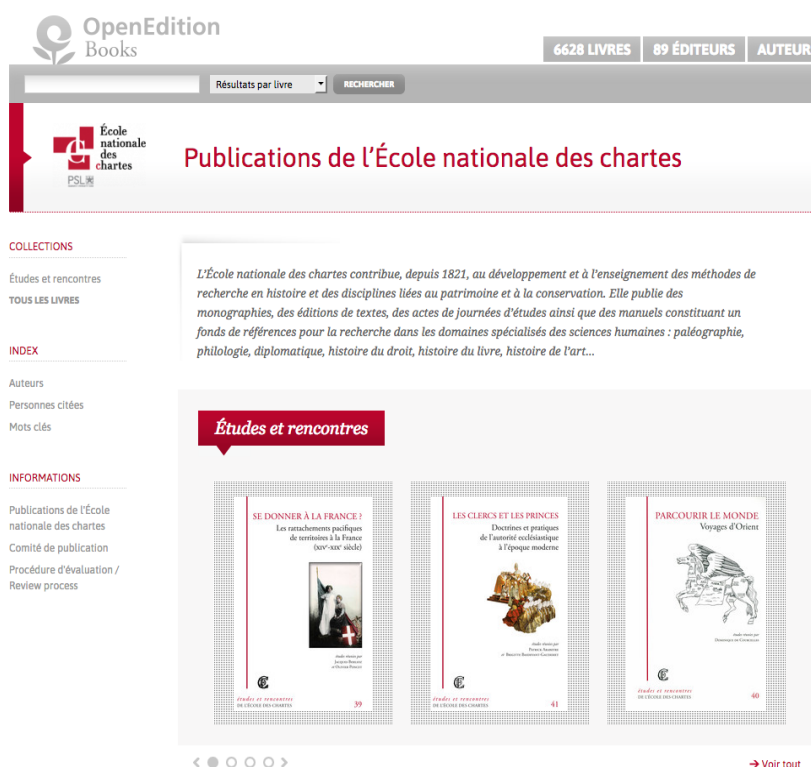 OpenEdition
Books
6628 LIVRES
89 ÉDITEURS
AUTEUR
Résultats par livre
RECHERCHER
École
nationale
des
chartes
PSL
Publications de l'École nationale des chartes
COLLECTIONS
Études et rencontres
TOUS LES LIVRES
INDEX
Auteurs
Personnes citées
Mots clés
INFORMATIONS
Publications de l'École
nationale des chartes
Comité de publication
Procédure d'évaluation /
Review process
L'École nationale des chartes contribue, depuis 1821, au développement et à l'enseignement des méthodes de
recherche en histoire et des disciplines liées au patrimoine et à la conservation. Elle publie des
monographies, des éditions de textes, des actes de journées d'études ainsi que des manuels constituant un
fonds de références pour la recherche dans les domaines spécialisés des sciences humaines : paléographie,
philologie, diplomatique, histoire du droit, histoire du livre, histoire de l'art...
Études et rencontres
SE DONNER À LA FRANCE ?
Les rattachements pacifiques
de territoires à la France
(XIVe-XIXe siècle)
études et rencontres
DE L'ÉCOLE DES CHARTES
39
LES CLERCS ET LES PRINCES
Doctrines et pratiques
de l'autorité ecclésiastique
à l'époque moderne
études et rencontres
DE L'ÉCOLE DES CHARTES
41
PARCOURIR LE MONDE
Voyages d'Orient
études et rencontres
DE L'ÉCOLE DES CHARTES
40
→ Voir tout